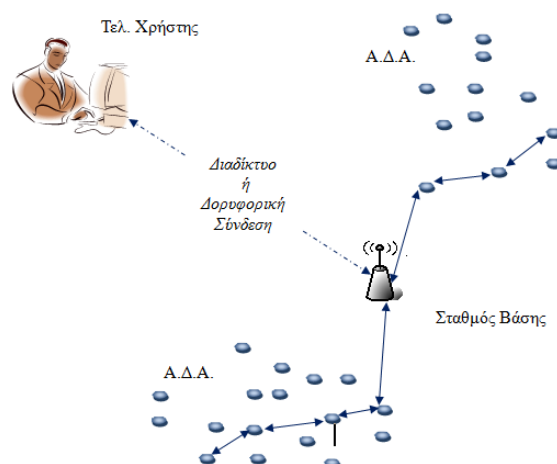 Τελ. Χρήστης
Α.Δ.Α.
Διαδίκτυο
ή
Δορυφορική
Σύνδεση
Σταθμός Βάσης
Α.Δ.Α.